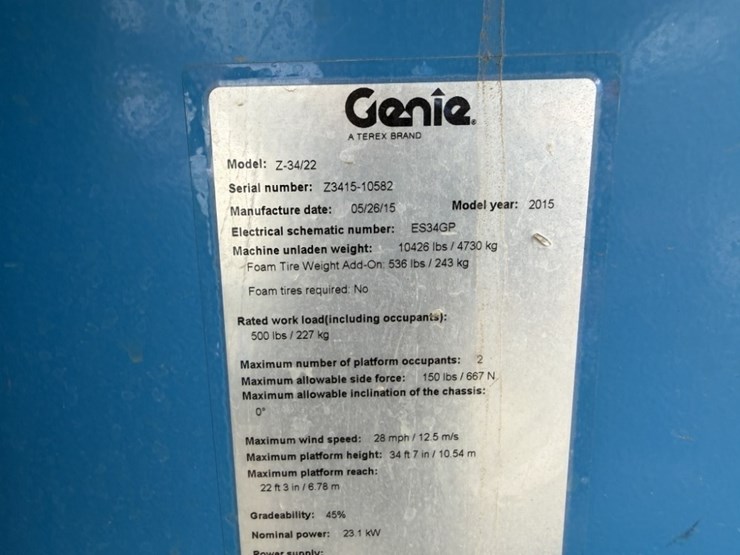 Genie®
A TEREX BRAND
Model: Z-34/22
Serial number: Z3415-10582
Manufacture date: 05/26/15 Model year: 2015
Electrical schematic number: ES34GP
Machine unladen weight: 10426 lbs / 4730 kg
Foam Tire Weight Add-On: 536 lbs / 243 kg
Foam tires required: No
Rated work load(including occupants):
500 lbs / 227 kg
Maximum number of platform occupants: 2
Maximum allowable side force: 150 lbs / 667 N
Maximum allowable inclination of the chassis:
0°
Maximum wind speed: 28 mph / 12.5 m/s
Maximum platform height: 34 ft 7 in / 10.54 m
Maximum platform reach:
22 ft 3 in / 6.78 m
Gradeability: 45%
Nominal power: 23.1 kW
Power supply: